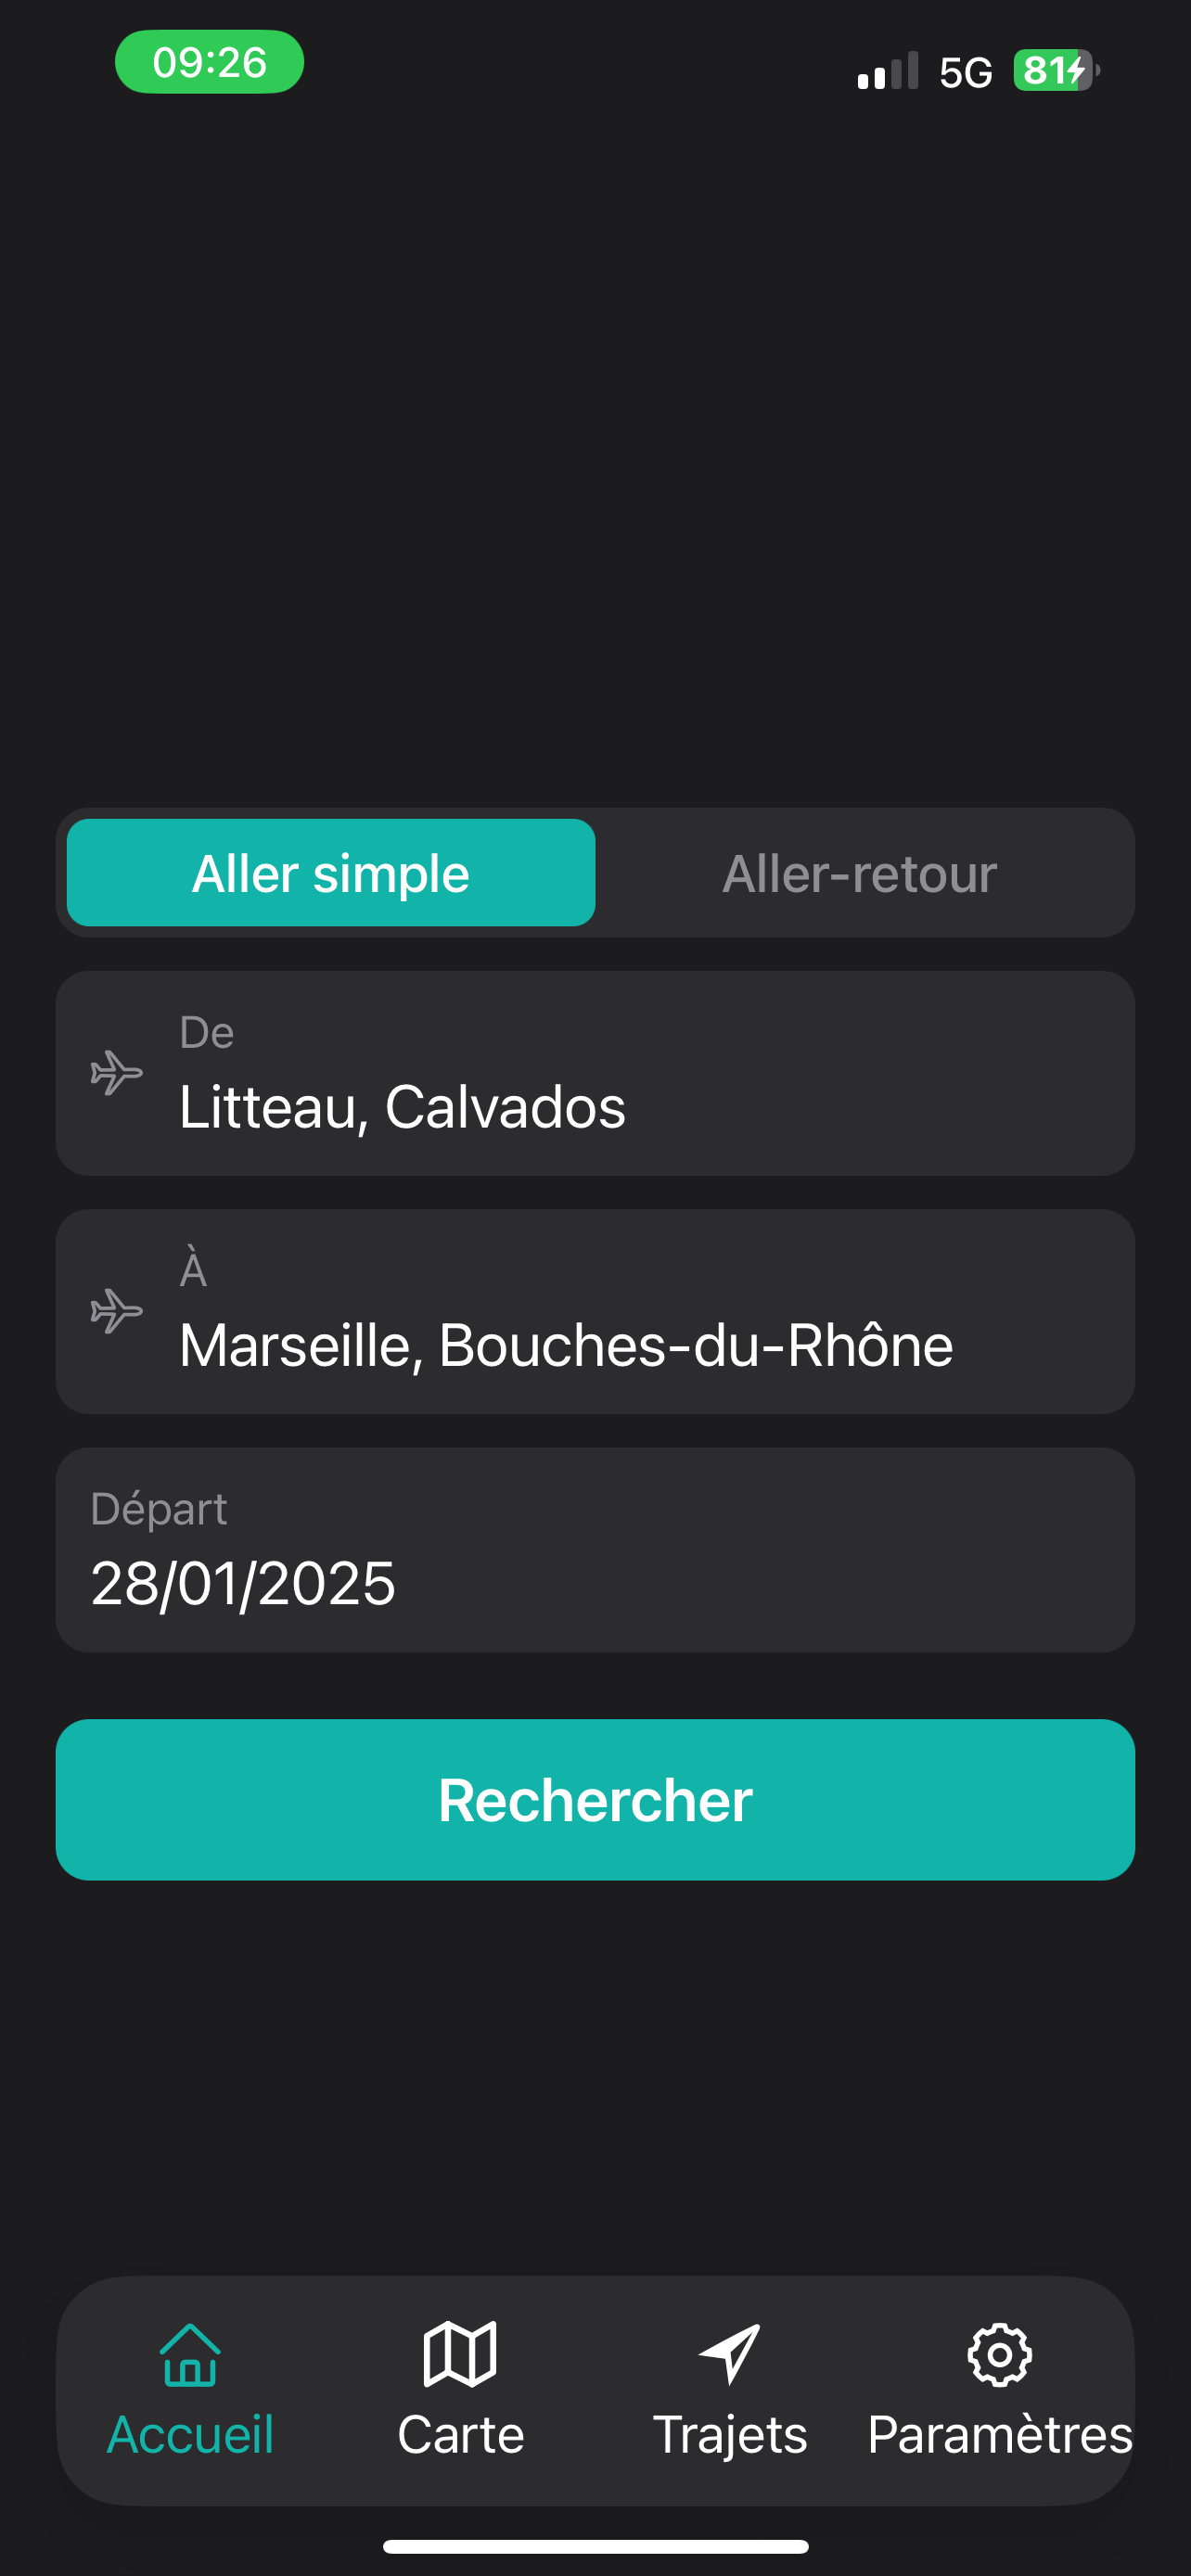 09:26
5G
81
Aller simple
Aller-retour
De
Litteau, Calvados
À
Marseille, Bouches-du-Rhône
Départ
28/01/2025
Rechercher
Accueil
Carte
Trajets
Paramètres